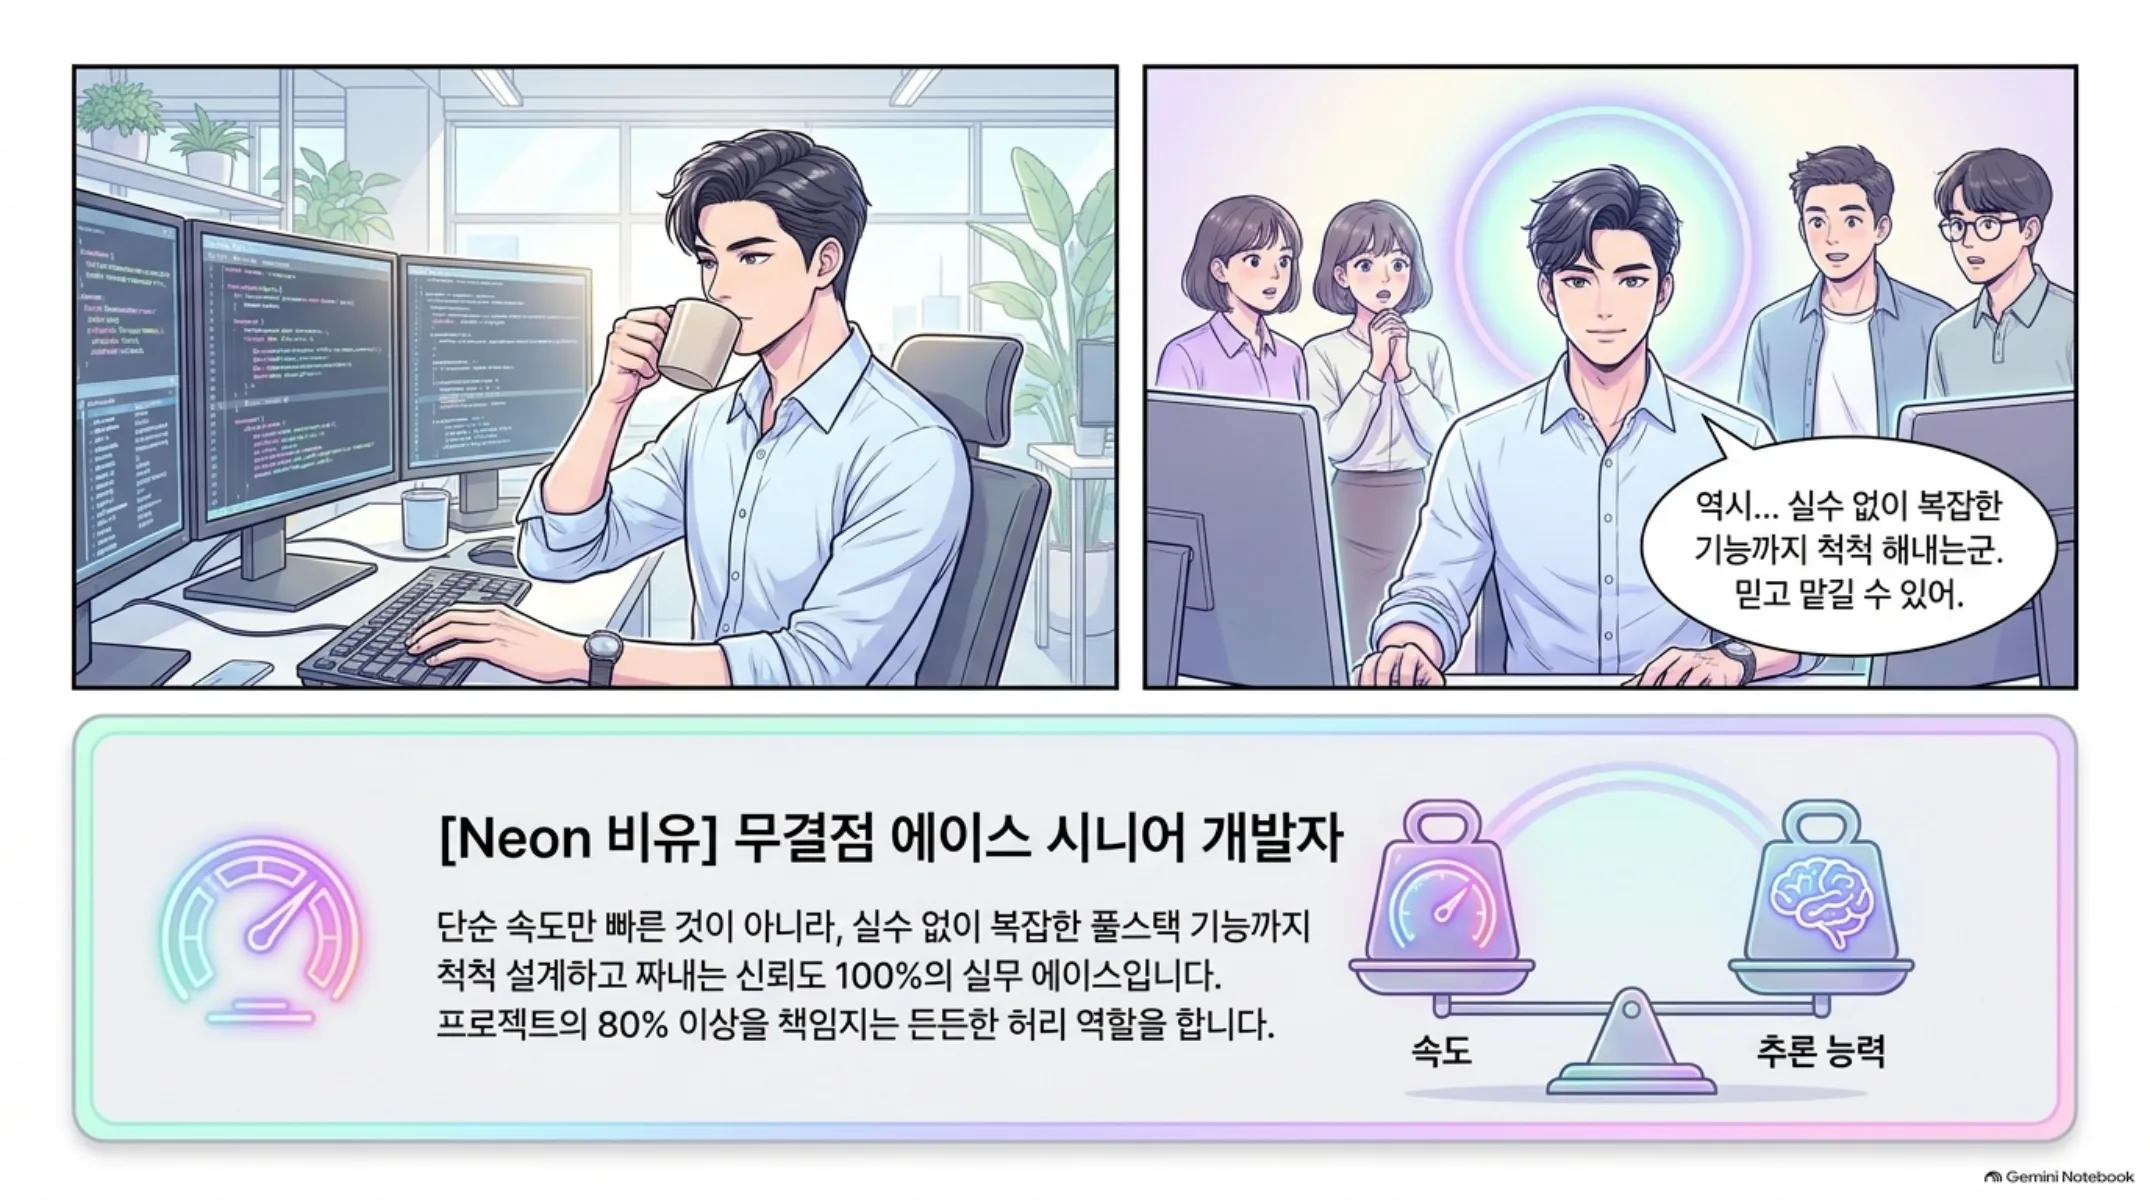 역시... 실수 없이 복잡한
기능까지 척척 해내는군.
믿고 맡길 수 있어.
[Neon 비유] 무결점 에이스 시니어 개발자
단순 속도만 빠른 것이 아니라, 실수 없이 복잡한 풀스택 기능까지
척척 설계하고 짜내는 신뢰도 100%의 실무 에이스입니다.
프로젝트의 80% 이상을 책임지는 든든한 허리 역할을 합니다.
속도
추론 능력
Gemini Notebook